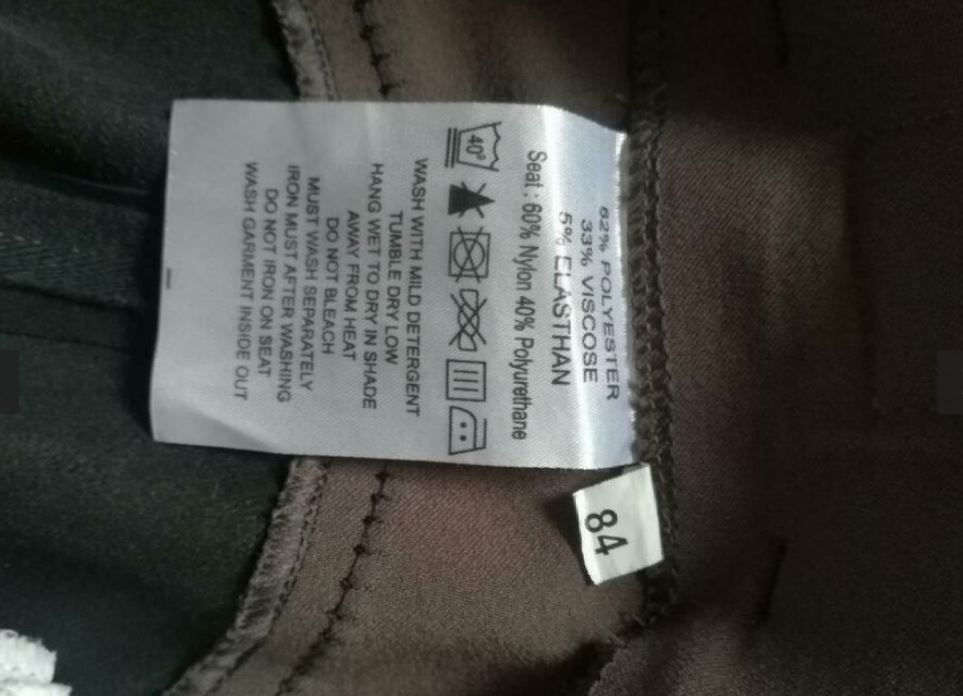 62% POLYESTER
33% VISCOSE
5% ELASTHAN
Seat : 60% Nylon 40% Polyurethane
40°
WASH WITH MILD DETERGENT
TUMBLE DRY LOW
HANG WET TO DRY IN SHADE
AWAY FROM HEAT
DO NOT BLEACH
MUST WASH SEPARATELY
IRON MUST AFTER WASHING
DO NOT IRON ON SEAT
WASH GARMENT INSIDE OUT
84